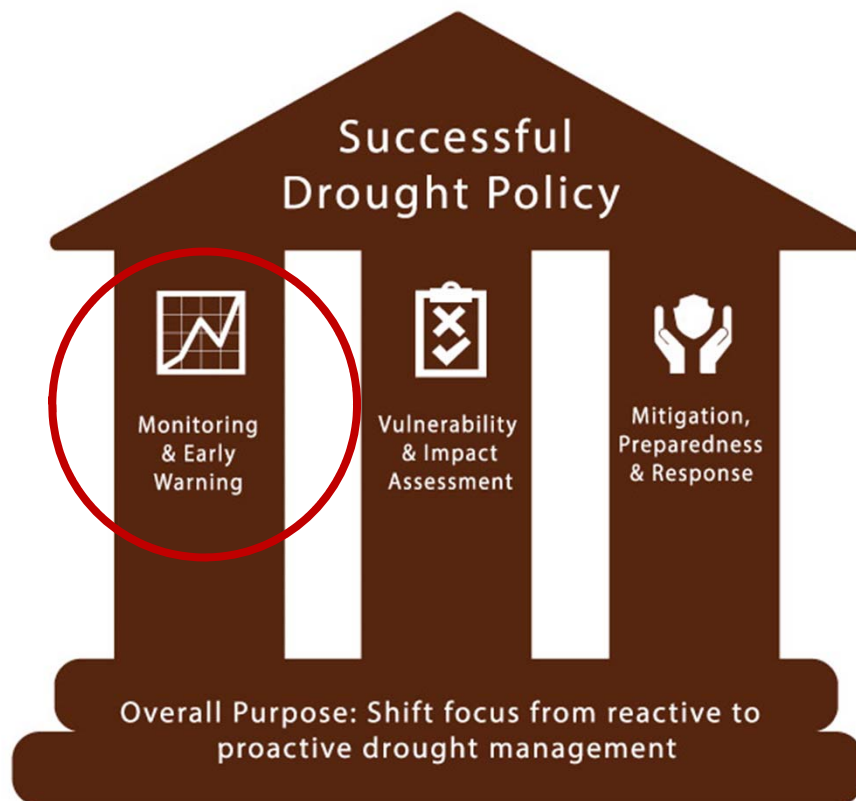 Successful
Drought Policy
Monitoring
& Early
Warning
Vulnerability
& Impact
Assessment
Mitigation,
Preparedness
& Response
Overall Purpose: Shift focus from reactive to
proactive drought management